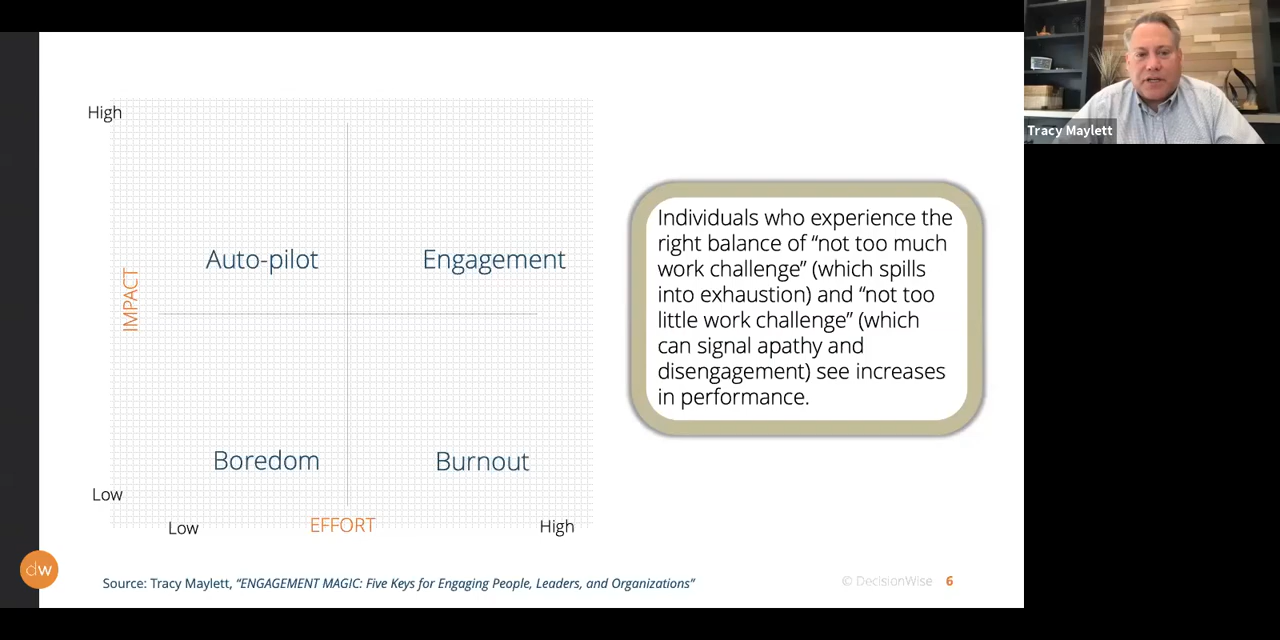 High
Auto-pilot
Engagement
IMPACT
Boredom
Burnout
Low
Low
EFFORT
High
Individuals who experience the
right balance of “not too much
work challenge” (which spills
into exhaustion) and “not too
little work challenge” (which
can signal apathy and
disengagement) see increases
in performance.
dw
Source: Tracy Maylett, “ENGAGEMENT MAGIC: Five Keys for Engaging People, Leaders, and Organizations”
© DecisionWise 6
Tracy Maylett